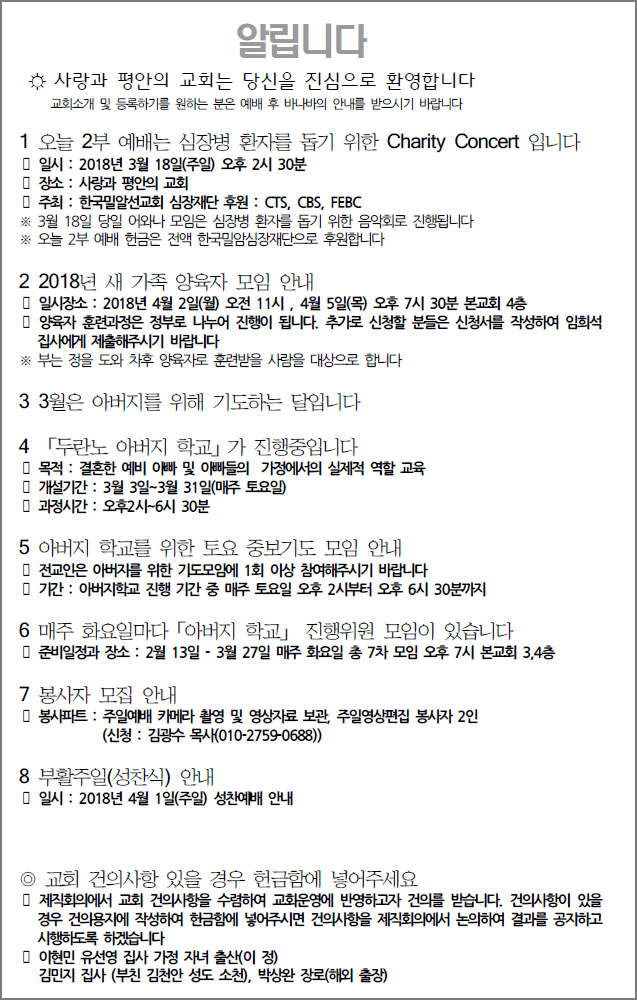 알립니다
☼ 사랑과 평안의 교회는 당신을 진심으로 환영합니다
교회소개 및 등록하기를 원하는 분은 예배 후 바나바의 안내를 받으시기 바랍니다
1 오늘 2부 예배는 심장병 환자를 돕기 위한 Charity Concert 입니다
▯ 일시 : 2018년 3월 18일(주일) 오후 2시 30분
▯ 장소 : 사랑과 평안의 교회
▯ 주최 : 한국밀알선교회 심장재단 후원 : CTS, CBS, FEBC
※ 3월 18일 당일 어와나 모임은 심장병 환자를 돕기 위한 음악회로 진행됩니다
※ 오늘 2부 예배 헌금은 전액 한국밀암심장재단으로 후원합니다
2 2018년 새 가족 양육자 모임 안내
▯ 일시장소 : 2018년 4월 2일(월) 오전 11시 , 4월 5일(목) 오후 7시 30분 본교회 4층
▯ 양육자 훈련과정은 정부로 나누어 진행이 됩니다. 추가로 신청할 분들은 신청서를 작성하여 임희석
집사에게 제출해주시기 바랍니다
※ 부는 정을 도와 차후 양육자로 훈련받을 사람을 대상으로 합니다
3 3월은 아버지를 위해 기도하는 달입니다
4 「두란노 아버지 학교」가 진행중입니다
▯ 목적 : 결혼한 예비 아빠 및 아빠들의 가정에서의 실제적 역할 교육
▯ 개설기간 : 3월 3일~3월 31일(매주 토요일)
▯ 과정시간 : 오후2시~6시 30분
5 아버지 학교를 위한 토요 중보기도 모임 안내
▯ 전교인은 아버지를 위한 기도모임에 1회 이상 참여해주시기 바랍니다
▯ 기간 : 아버지학교 진행 기간 중 매주 토요일 오후 2시부터 오후 6시 30분까지
6 매주 화요일마다「아버지 학교」 진행위원 모임이 있습니다
▯ 준비일정과 장소 : 2월 13일 - 3월 27일 매주 화요일 총 7차 모임 오후 7시 본교회 3,4층
7 봉사자 모집 안내
▯ 봉사파트 : 주일예배 카메라 촬영 및 영상자료 보관, 주일영상편집 봉사자 2인
(신청 : 김광수 목사(010-2759-0688))
8 부활주일(성찬식) 안내
▯ 일시 : 2018년 4월 1일(주일) 성찬예배 안내
◎ 교회 건의사항 있을 경우 헌금함에 넣어주세요
▯ 제직회의에서 교회 건의사항을 수렴하여 교회운영에 반영하고자 건의를 받습니다. 건의사항이 있을
경우 건의용지에 작성하여 헌금함에 넣어주시면 건의사항을 제직회의에서 논의하여 결과를 공지하고
시행하도록 하겠습니다
▯ 이현민 유선영 집사 가정 자녀 출산(이 정)
김민지 집사 (부친 김천안 성도 소천), 박상완 장로(해외 출장)